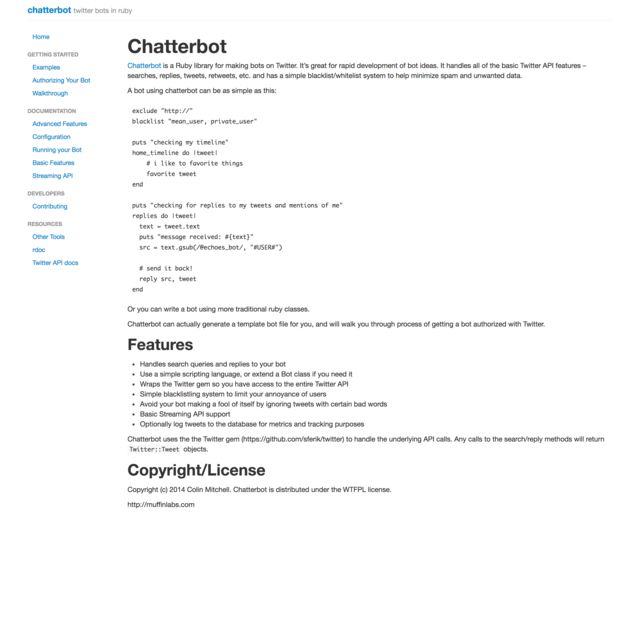 chatterbot twitter bots in ruby
Home
GETTING STARTED
Examples
Authorizing Your Bot
Walkthrough
DOCUMENTATION
Advanced Features
Configuration
Running your Bot
Basic Features
Streaming API
DEVELOPERS
Contributing
RESOURCES
Other Tools
rdoc
Twitter API docs
Chatterbot
Chatterbot is a Ruby library for making bots on Twitter. It's great for rapid development of bot ideas. It handles all of the basic Twitter API features –
searches, replies, tweets, retweets, etc. and has a simple blacklist/whitelist system to help minimize spam and unwanted data.
A bot using chatterbot can be as simple as this:
exclude "http://"
blacklist "mean_user, private_user"
puts "checking my timeline"
home_timeline do |tweet|
# i like to favorite things
favorite tweet
end
puts "checking for replies to my tweets and mentions of me"
replies do |tweet|
text = tweet.text
puts "message received: #{text}"
src = text.gsub(/@echoes_bot/, "#USER#")
# send it back!
reply src, tweet
end
Or you can write a bot using more traditional ruby classes.
Chatterbot can actually generate a template bot file for you, and will walk you through process of getting a bot authorized with Twitter.
Features
• Handles search queries and replies to your bot
• Use a simple scripting language, or extend a Bot class if you need it
• Wraps the Twitter gem so you have access to the entire Twitter API
• Simple blacklistling system to limit your annoyance of users
• Avoid your bot making a fool of itself by ignoring tweets with certain bad words
• Basic Streaming API support
• Optionally log tweets to the database for metrics and tracking purposes
Chatterbot uses the the Twitter gem (https://github.com/sferik/twitter) to handle the underlying API calls. Any calls to the search/reply methods will return
Twitter::Tweet objects.
Copyright/License
Copyright (c) 2014 Colin Mitchell. Chatterbot is distributed under the WTFPL license.
http://muffinlabs.com